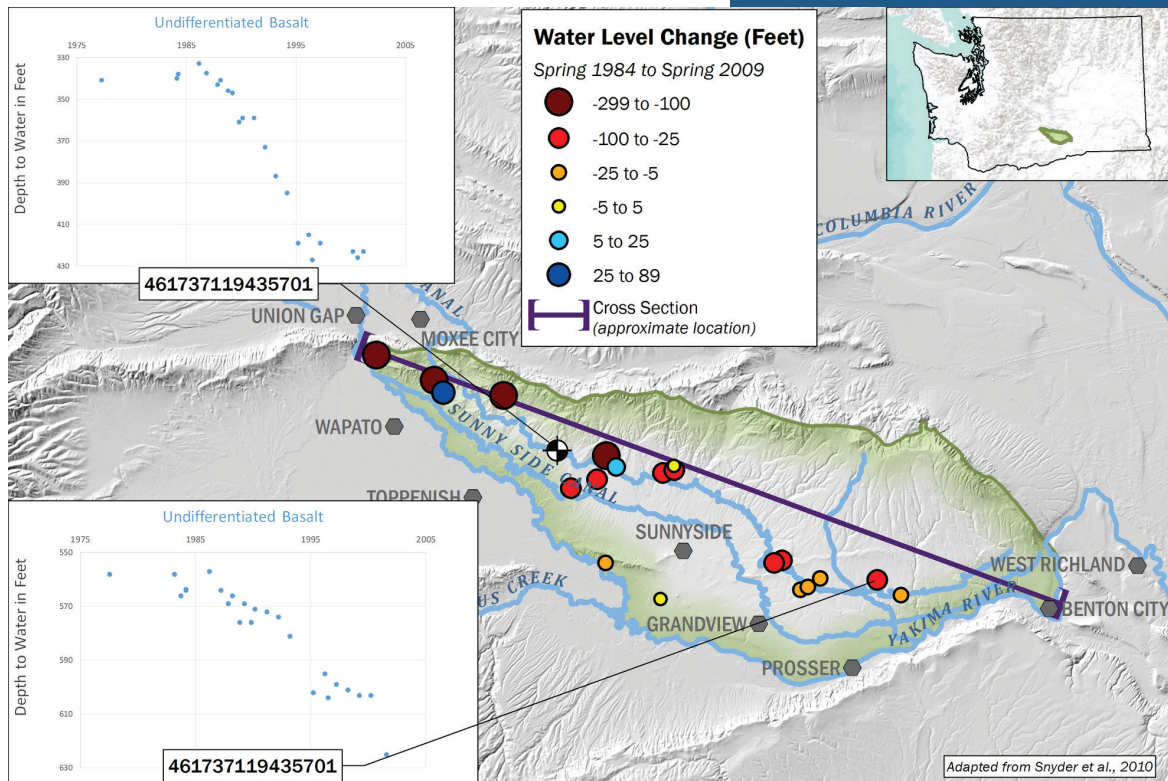 Undifferentiated Basalt
1975 1985 1995 2005
Depth to Water in Feet
330
350
370
390
410
430
461737119435701
Water Level Change (Feet)
Spring 1984 to Spring 2009
-299 to -100
-100 to -25
-25 to -5
-5 to 5
5 to 25
25 to 89
Cross Section
(approximate location)
COLUMBIA RIVER
ANAL
UNION GAP
MOXEE CITY
WAPATO
SUNNY SIDE CANAL
TOPPENISH
SUNNYSIDE
WEST RICHLAND
US CREEK
GRANDVIEW
YAKIMA RIVER
BENTON CITY
PROSSER
Undifferentiated Basalt
1975 1985 1995 2005
Depth to Water in Feet
550
570
590
610
630
461737119435701
Adapted from Snyder et al., 2010